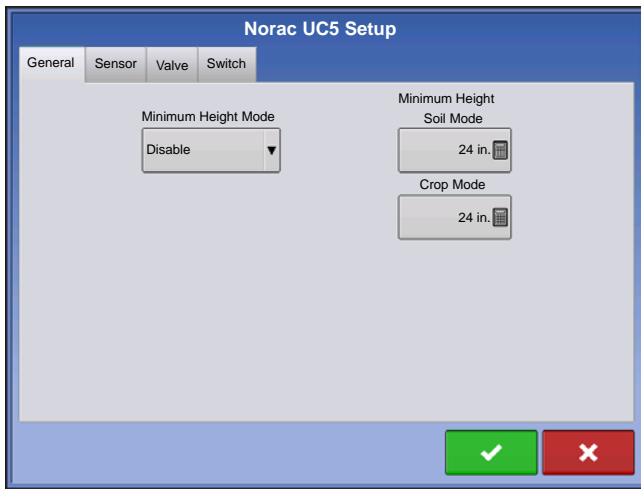 Norac UC5 Setup
General Sensor Valve Switch
Minimum Height Mode
Disable
Minimum Height
Soil Mode
24 in.
Crop Mode
24 in.